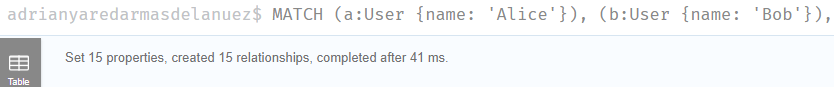 adrianyaredarmasdelanuez$ MATCH (a:User {name: 'Alice'}), (b:User {name: 'Bob'}),
Set 15 properties, created 15 relationships, completed after 41 ms.
Table